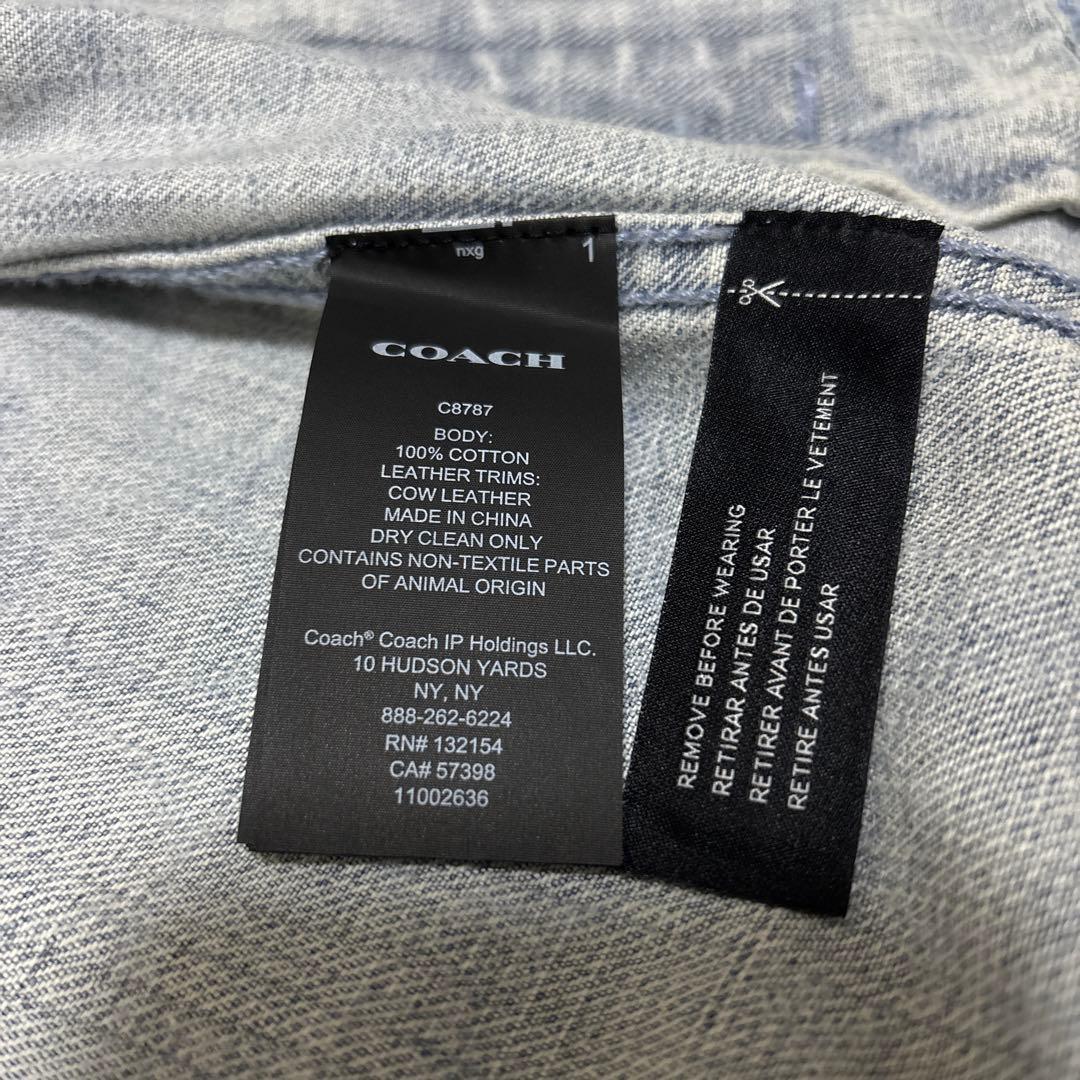 nxg 1
COACH
C8787
BODY:
100% COTTON
LEATHER TRIMS:
COW LEATHER
MADE IN CHINA
DRY CLEAN ONLY
CONTAINS NON-TEXTILE PARTS
OF ANIMAL ORIGIN
Coach® Coach IP Holdings LLC.
10 HUDSON YARDS
NY, NY
888-262-6224
RN# 132154
CA# 57398
11002636
REMOVE BEFORE WEARING
RETIRAR ANTES DE USAR
RETIRER AVANT DE PORTER LE VETEMENT
RETIRE ANTES USAR